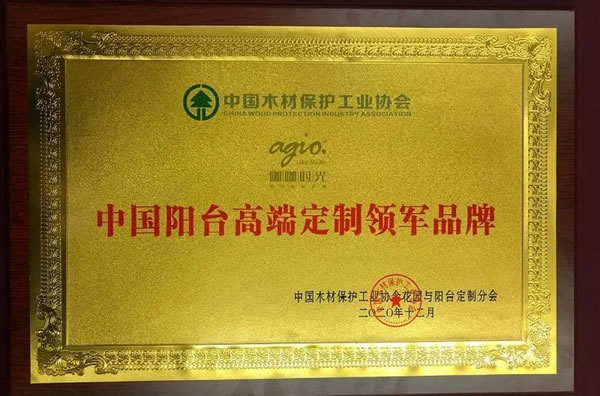 中国木材保护工业协会
CHINA WOOD PROTECTION INDUSTRY ASSOCIATION
agio.
咖咖时光
中国阳台高端定制领军品牌
中国木材保护工业协会花园与阳台定制分会
二〇二〇年十二月